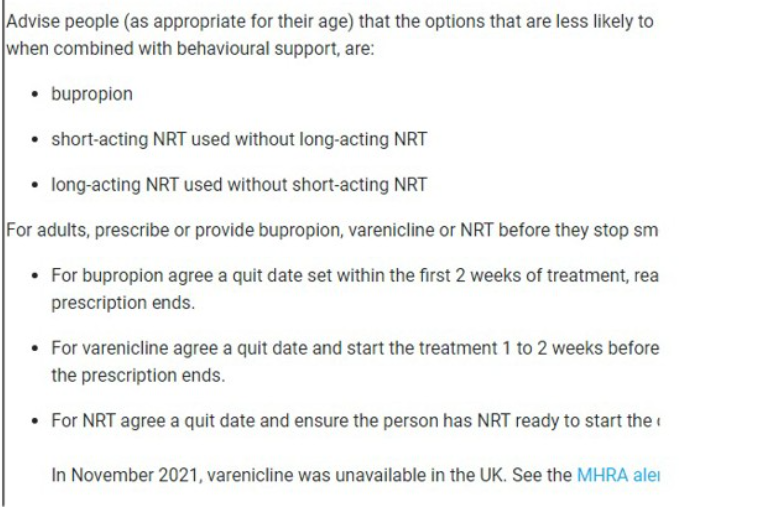 Advise people (as appropriate for their age) that the options that are less likely to
when combined with behavioural support, are:
• bupropion
• short-acting NRT used without long-acting NRT
• long-acting NRT used without short-acting NRT
For adults, prescribe or provide bupropion, varenicline or NRT before they stop sm
• For bupropion agree a quit date set within the first 2 weeks of treatment, rea
prescription ends.
• For varenicline agree a quit date and start the treatment 1 to 2 weeks before
the prescription ends.
• For NRT agree a quit date and ensure the person has NRT ready to start the
In November 2021, varenicline was unavailable in the UK. See the MHRA aler